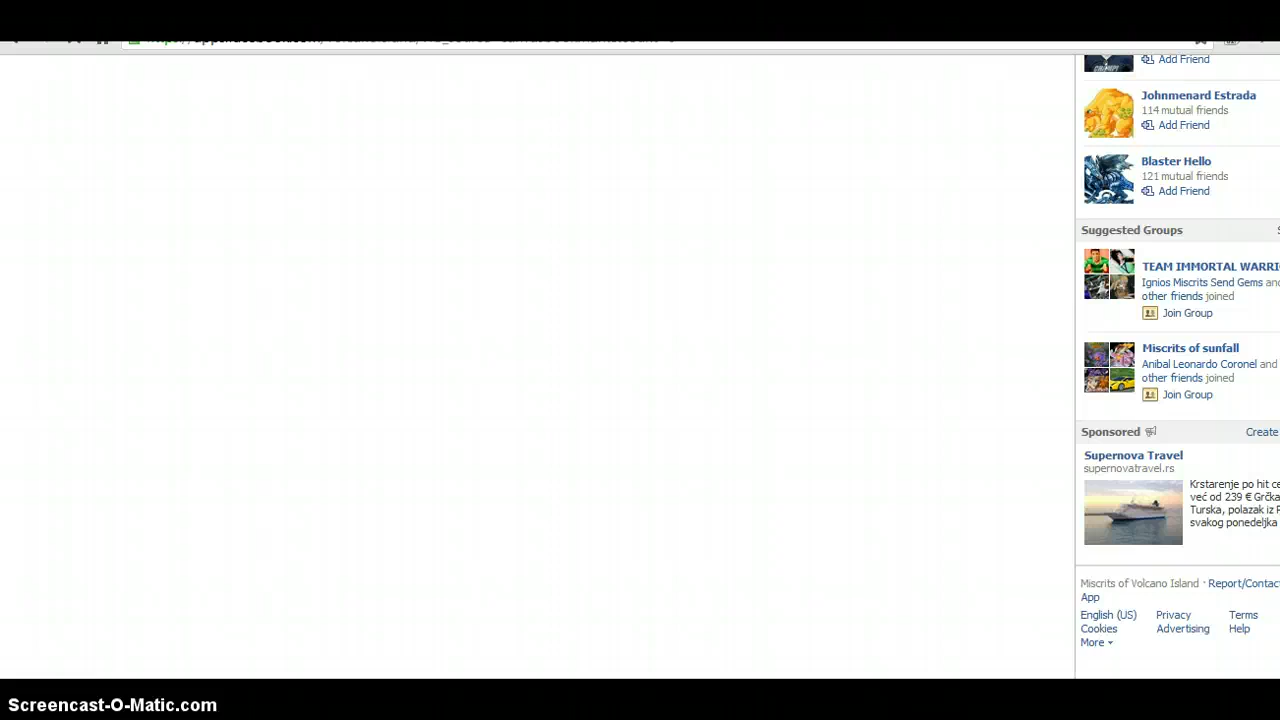 Add Friend
Johnmenard Estrada
114 mutual friends
Add Friend
Blaster Hello
121 mutual friends
Add Friend
Suggested Groups
TEAM IMMORTAL
Ignios Miscrits Send Gems and
other friends joined
Join Group
Miscrits of sunfall
Anibal Leonardo Coronel and
other friends joined
Join Group
Sponsored
Create
Supernova Travel
supernovatravel.rs
Krstarenje po hit
već od 239 € Grčka
Turska, polazak iz
svakog ponedeljka
Miscrits of Volcano Island · Report/Contact
App
English (US) Privacy Terms
Cookies Advertising Help
More
Screencast-O-Matic.com